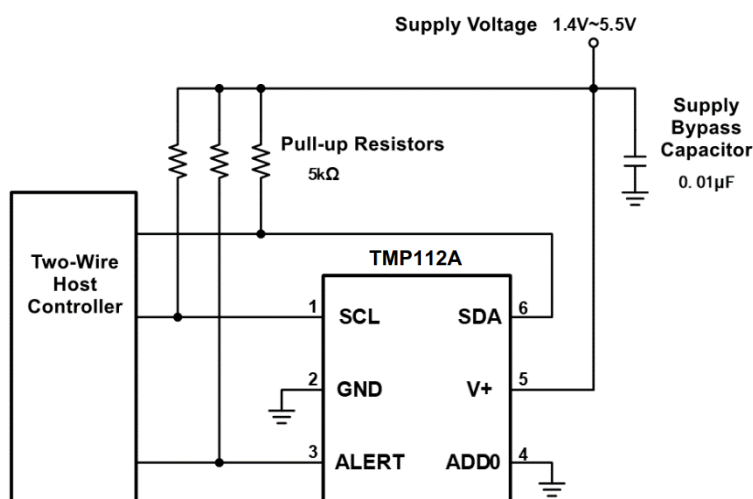 Supply Voltage 1.4V~5.5V
Supply
Bypass
Capacitor
0.01µF
Pull-up Resistors
5kΩ
Two-Wire
Host
Controller
TMP112A
1 SCL SDA 6
2 GND V+ 5
3 ALERT ADD0 4